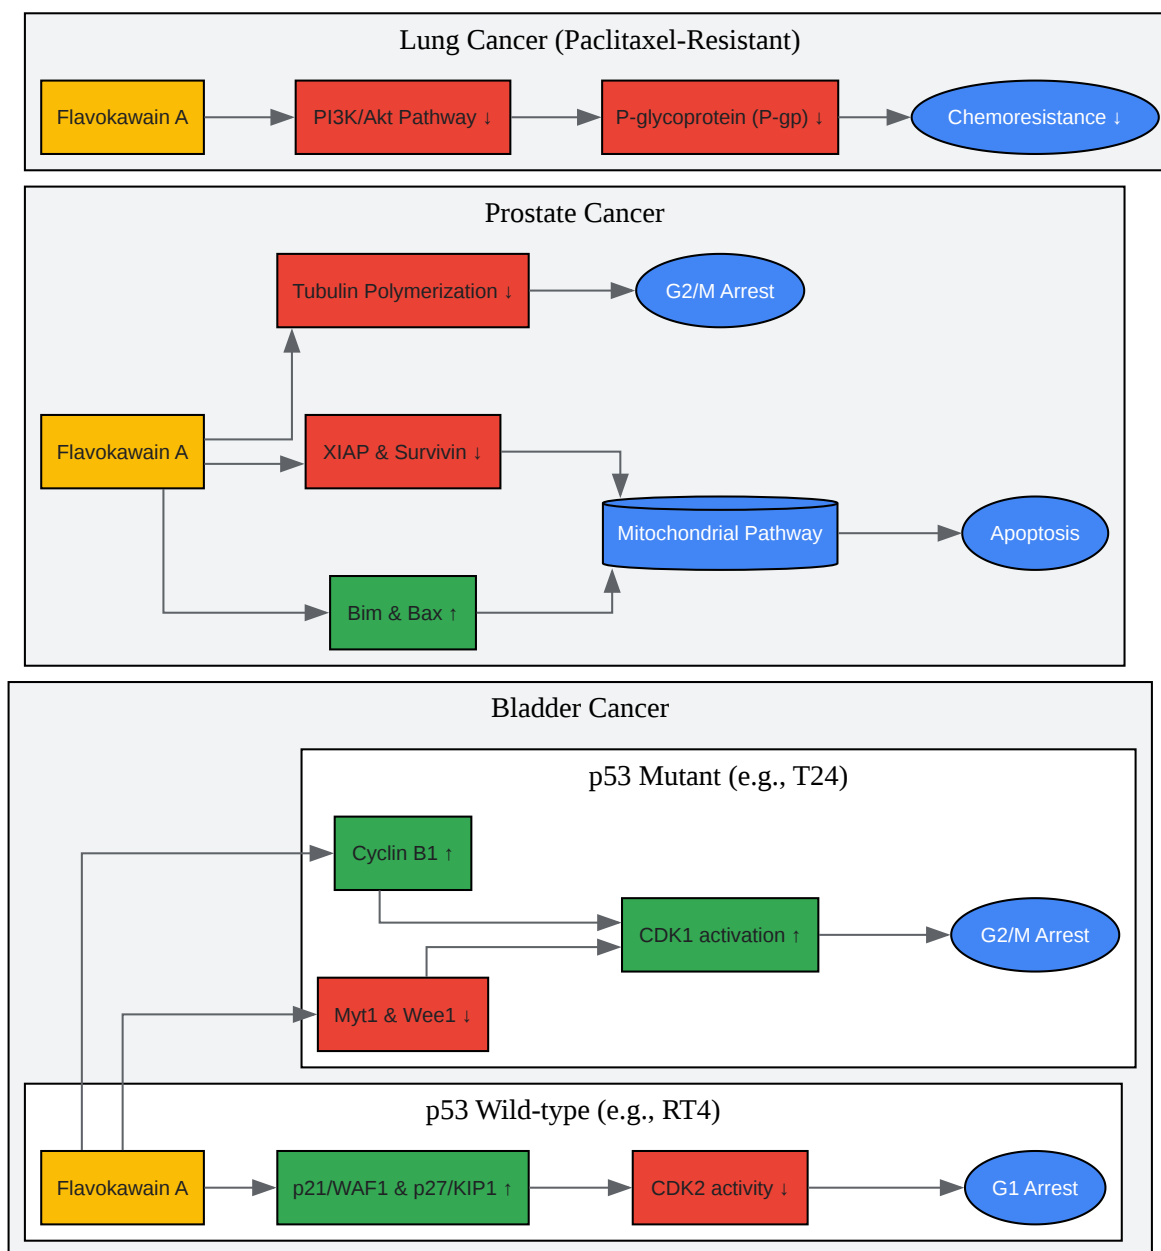 Lung Cancer (Paclitaxel-Resistant)
Flavokawain A
PI3K/Akt Pathway ↓
P-glycoprotein (P-gp) ↓
Chemoresistance ↓
Prostate Cancer
Tubulin Polymerization ↓
G2/M Arrest
Flavokawain A
XIAP & Survivin ↓
Mitochondrial Pathway
Apoptosis
Bim & Bax ↑
Bladder Cancer
p53 Mutant (e.g., T24)
Cyclin B1 ↑
CDK1 activation ↑
G2/M Arrest
Myt1 & Wee1 ↓
p53 Wild-type (e.g., RT4)
Flavokawain A
p21/WAF1 & p27/KIP1 ↑
CDK2 activity ↓
G1 Arrest